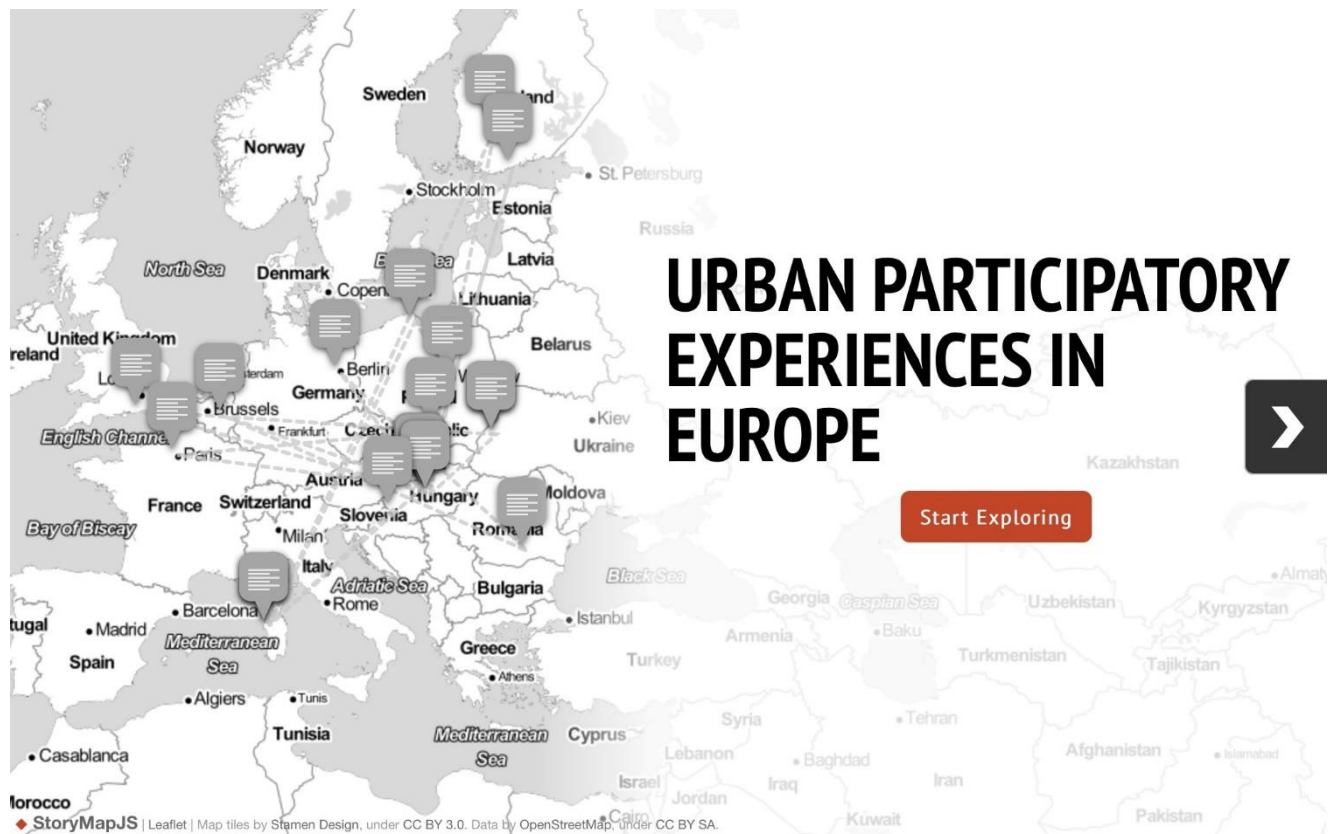 Sweden
Norway
Stockholm
St. Petersburg
Estonia
Russia
North Sea
Denmark
Latvia
Lithuania
URBAN PARTICIPATORY
EXPERIENCES IN
EUROPE
United Kingdom
Belarus
Berlin
Germany
Brussels
Kiev
English Channel
Frankfurt
Ukraine
Paris
Kazakhstan
Austria
France
Switzerland
Hungary
Moldova
Slovenia
Start Exploring
Bay of Biscay
Milan
Romania
Italy
Adriatic Sea
Bulgaria
Black Sea
Barcelona
Rome
Georgia
Caspian Sea
Uzbekistan
Kyrgyzstan
Istanbul
Madrid
Mediterranean
Sea
Armenia
Baku
Spain
Greece
Turkey
Turkmenistan
Tajikistan
Athens
Algiers
Tunis
Syria
Tehran
Tunisia
Mediterranean
Sea
Cyprus
Casablanca
Lebanon
Baghdad
Afghanistan
Islamabad
Israel
Iraq
Iran
Jordan
Cairo
Kuwait
Pakistan
StoryMapJS | Leaflet | Map tiles by Stamen Design, under CC BY 3.0. Data by OpenStreetMap, under CC BY SA.